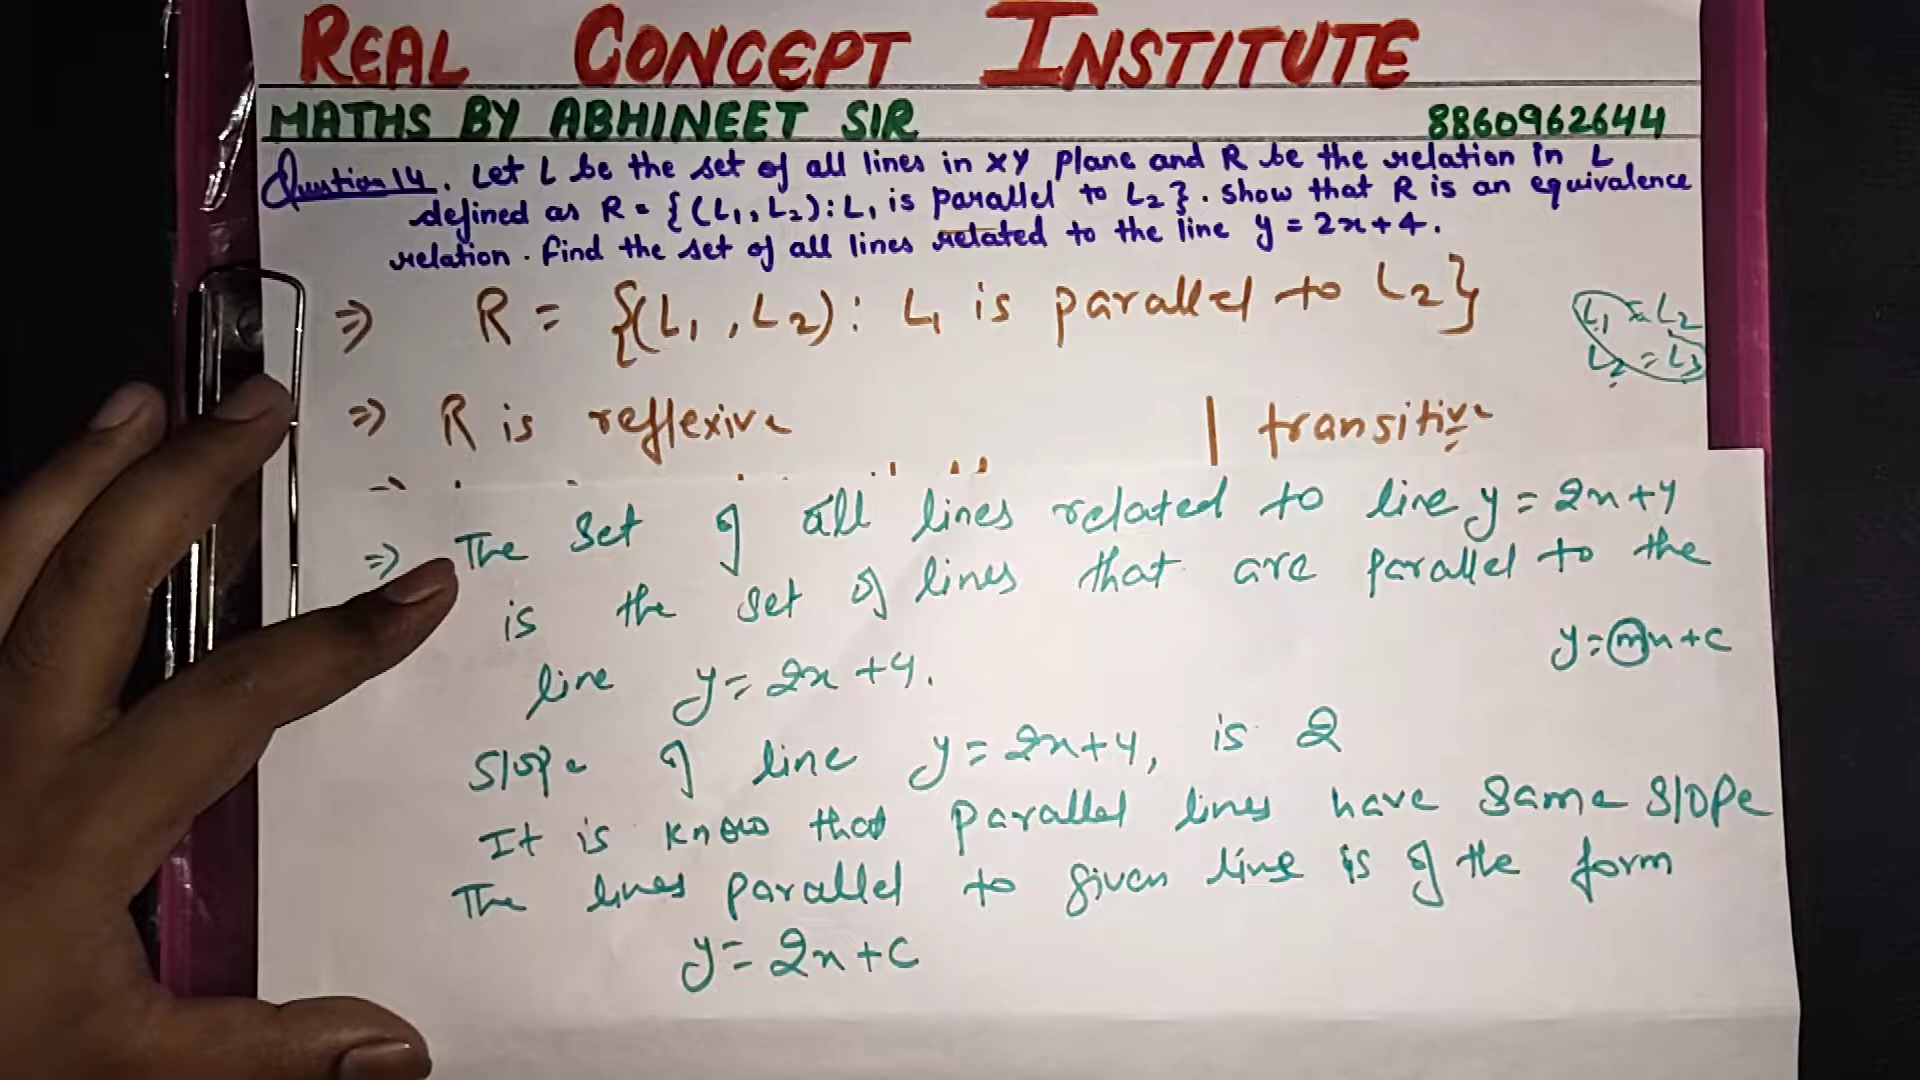 REAL CONCEPT INSTITUTE
MATHS BY ABHINEET SIR 8860962644
Question 14. Let L be the set of all lines in XY plane and R be the relation in L
defined as R = {(L₁, L₂): L₁ is parallel to L₂}. Show that R is an equivalence
relation. Find the set of all lines related to the line y = 2x+4.
⇒ R = {(L₁, L₂): L₁ is parallel to L₂}
L₁ = L₂
L₂ = L₃
⇒ R is reflexive | transitive
⇒ The set of all lines related to line y = 2x+4
is the set of lines that are parallel to the
line y = 2x+4.
y = mx+c
Slope of line y = 2x+4, is 2
It is know that parallel lines have same slope
The lines parallel to given line is of the form
y = 2x+c